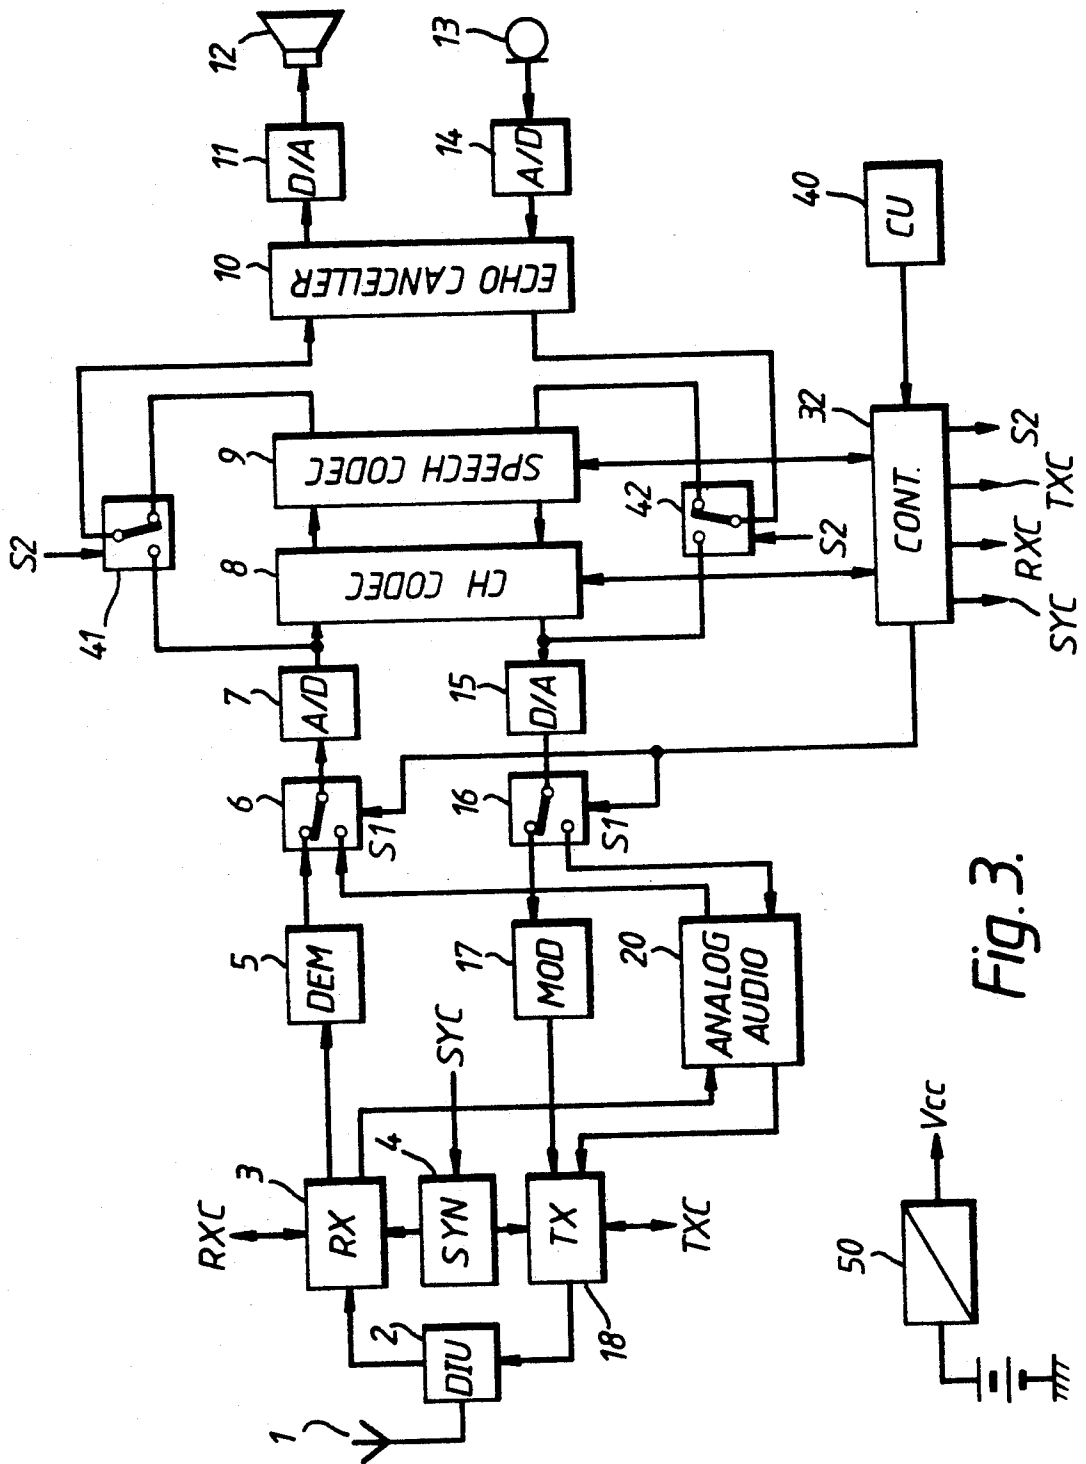 12
13
11
D/A
14
A/D
10
ECHO CANCELLER
40
CU
9
SPEECH CODEC
S2
41
42
S2
32
CONT.
S2
TXC
RXC
SYC
8
CH CODEC
7
A/D
15
D/A
6
S1
16
S1
5
DEM
17
MOD
20
ANALOG
AUDIO
SYC
RXC
3
RX
4
SYN
TX
TXC
18
2
DIU
1
50
Vcc
Fig. 3.